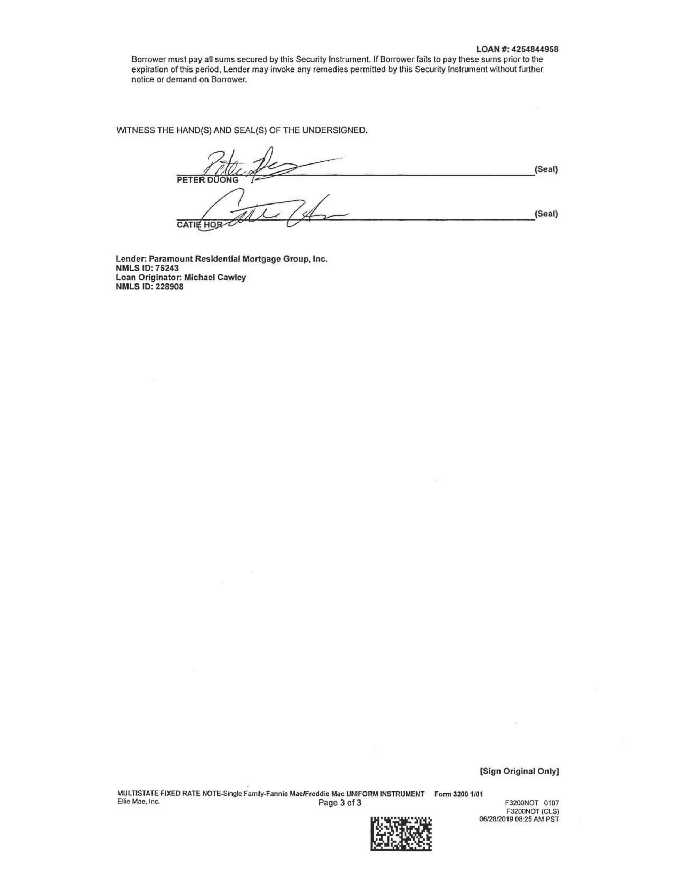 LOAN #: 4254844958
Borrower must pay all sums secured by this Security Instrument. If Borrower fails to pay these sums prior to the
expiration of this period, Lender may invoke any remedies permitted by this Security Instrument without further
notice or demand on Borrower.
WITNESS THE HAND(S) AND SEAL(S) OF THE UNDERSIGNED.
(Seal)
PETER DUONG
(Seal)
CATIE HOR
Lender: Paramount Residential Mortgage Group, Inc.
NMLS ID: 75243
Loan Originator: Michael Cawley
NMLS ID: 228908
[Sign Original Only]
MULTISTATE FIXED RATE NOTE-Single Family-Fannie Mae/Freddie Mac UNIFORM INSTRUMENT Form 3200 1/01
Ellie Mae, Inc. Page 3 of 3 F3200NOT 0107
F3200NOT (CLS)
06/28/2019 08:25 AM PST